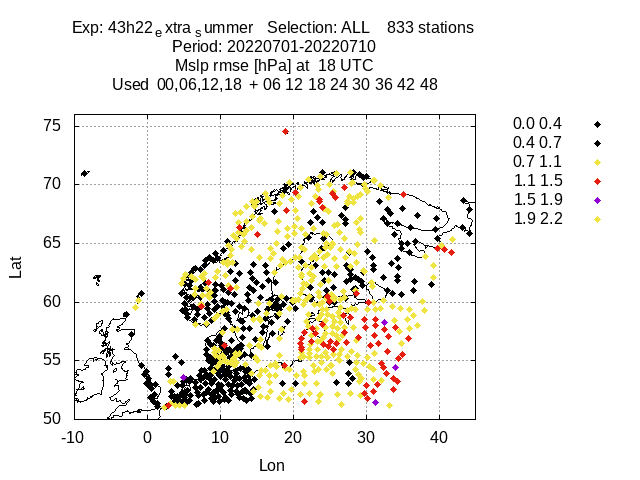 Exp: 43h22extrasummer   Selection: ALL    833 stations
Period: 20220701-20220710
Mslp rmse [hPa] at  18 UTC
Used  00,06,12,18  + 06 12 18 24 30 36 42 48
75
70
65
60
55
50
Lat
-10 0 10 20 30 40
Lon
0.0 0.4
0.4 0.7
0.7 1.1
1.1 1.5
1.5 1.9
1.9 2.2